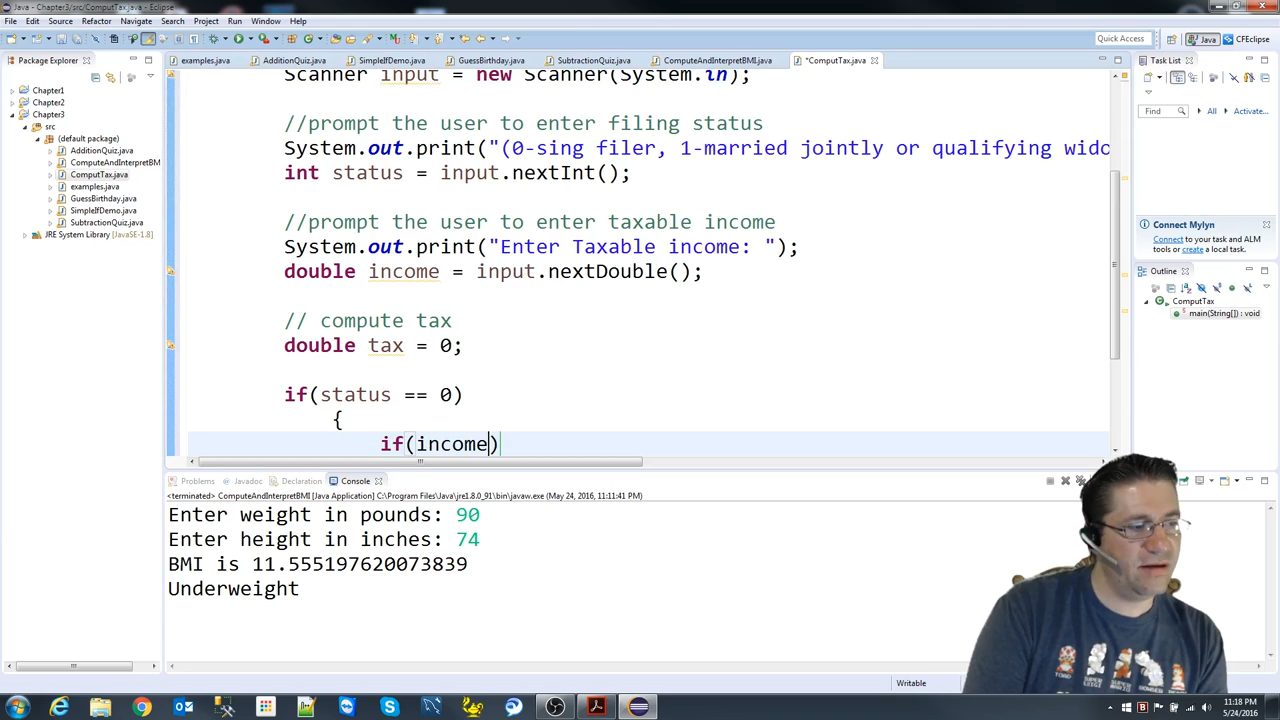 Java - Chapter3/src/ComputTax.java - Eclipse
File Edit Source Refactor Navigate Search Project Run Window Help
Quick Access
Java
CFEclipse
Package Explorer
Chapter1
Chapter2
Chapter3
src
(default package)
AdditionQuiz.java
ComputeAndInterpretBM
ComputTax.java
examples.java
GuessBirthday.java
SimpleIfDemo.java
SubtractionQuiz.java
JRE System Library [JavaSE-1.8]
examples.java AdditionQuiz.java SimpleIfDemo.java GuessBirthday.java SubtractionQuiz.java ComputeAndInterpretBMI.java *ComputTax.java
Scanner input = new Scanner(System.in);
//prompt the user to enter filing status
System.out.print("(0-sing filer, 1-married jointly or qualifying wido
int status = input.nextInt();
//prompt the user to enter taxable income
System.out.print("Enter Taxable income: ");
double income = input.nextDouble();
// compute tax
double tax = 0;
if(status == 0)
{
if(income)
Task List
Find
All
Activate...
Connect Mylyn
Connect to your task and ALM
tools or create a local task.
Outline
ComputTax
main(String[]) : void
Problems Javadoc Declaration Console
<terminated> ComputeAndInterpretBMI [Java Application] C:\Program Files\Java\jre1.8.0_91\bin\javaw.exe (May 24, 2016, 11:11:41 PM)
Enter weight in pounds: 90
Enter height in inches: 74
BMI is 11.555197620073839
Underweight
Writable
11:18 PM
5/24/2016